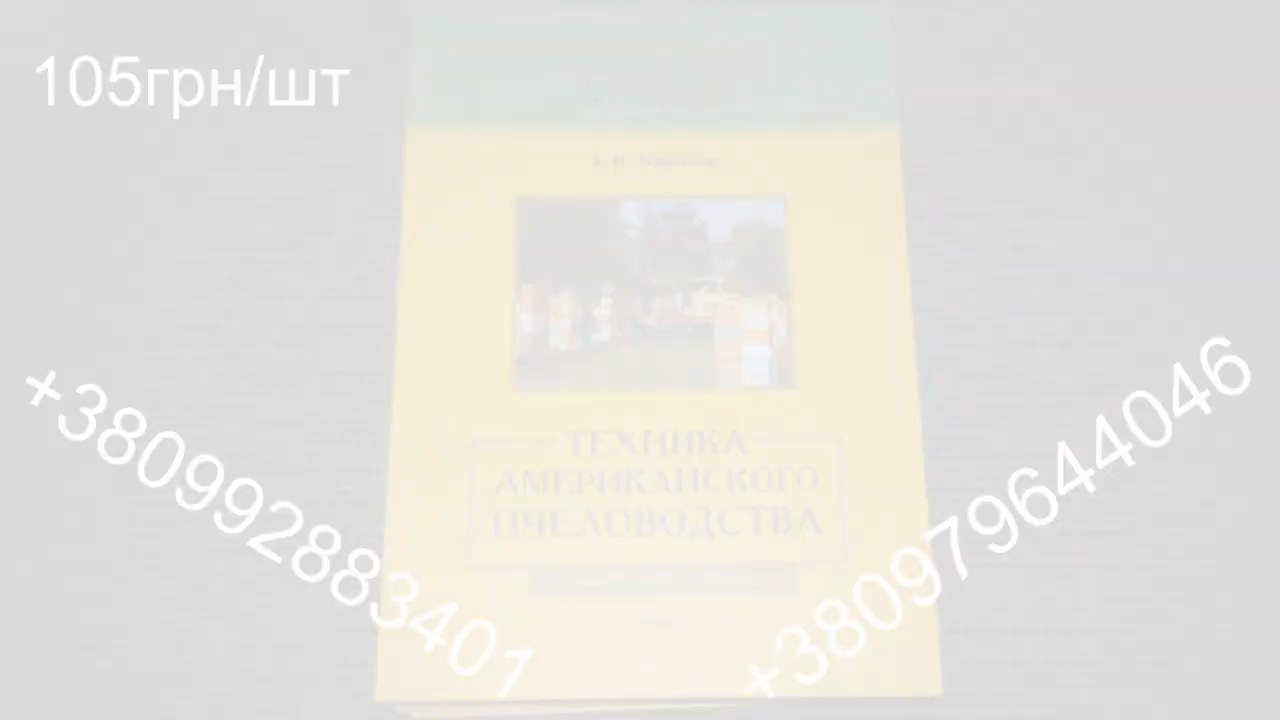 105грн/шт
ТЕХНИКА
АМЕРИКАНСКОГО
ПЧЕЛОВОДСТВА
+380992883401
+380979644046